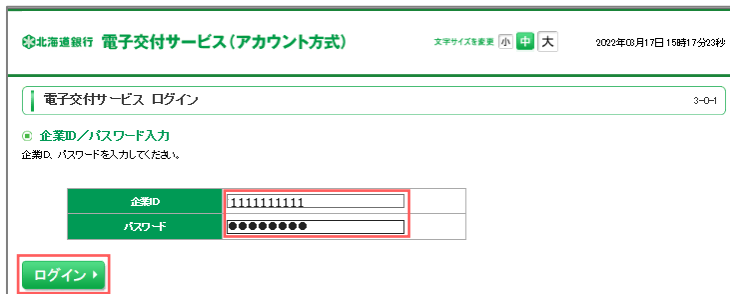 北海道銀行 電子交付サービス(アカウント方式) 文字サイズを変更 小 中 大 2022年03月17日 15時17分23秒
電子交付サービス ログイン 3-0-1
企業ID/パスワード入力
企業ID、パスワードを入力してください。
企業ID 1111111111
パスワード ●●●●●●●●
ログイン